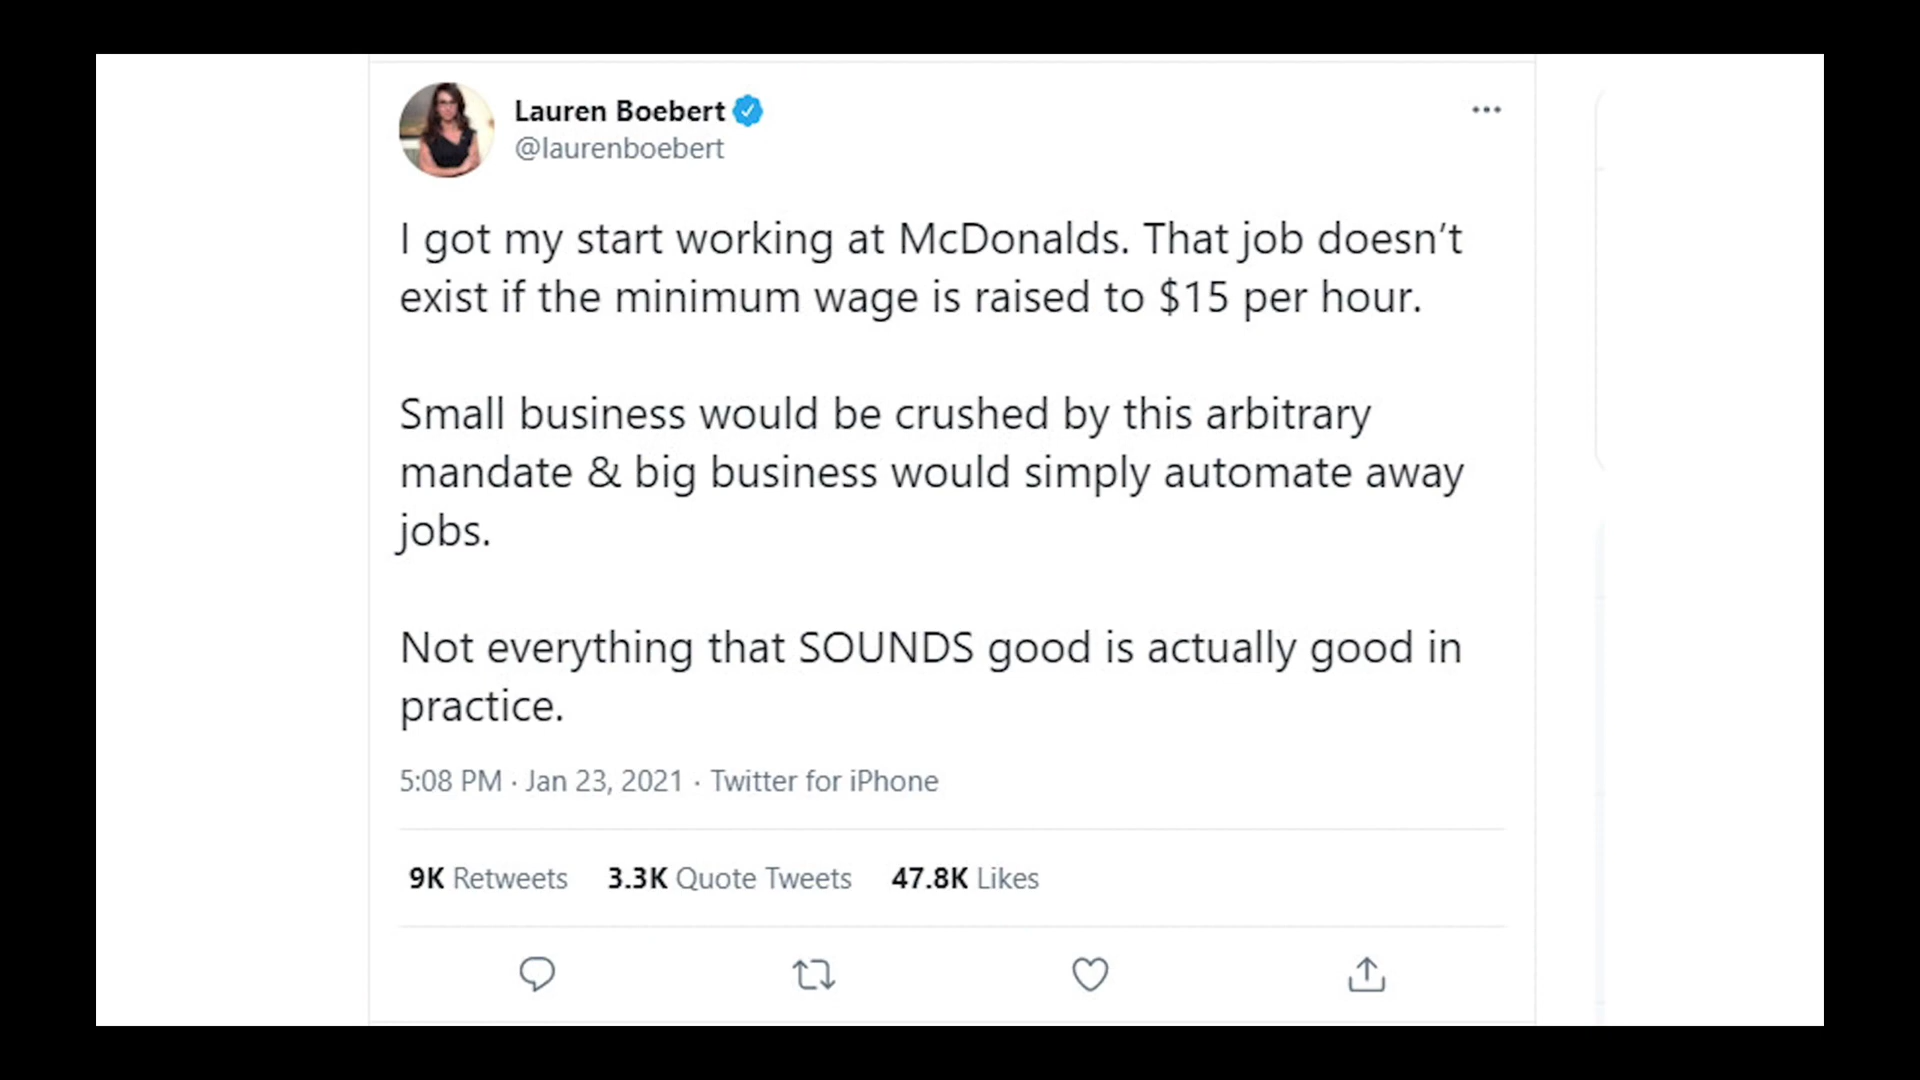 Lauren Boebert
@laurenboebert
I got my start working at McDonalds. That job doesn’t
exist if the minimum wage is raised to $15 per hour.
Small business would be crushed by this arbitrary
mandate & big business would simply automate away
jobs.
Not everything that SOUNDS good is actually good in
practice.
5:08 PM · Jan 23, 2021 · Twitter for iPhone
9K Retweets 3.3K Quote Tweets 47.8K Likes